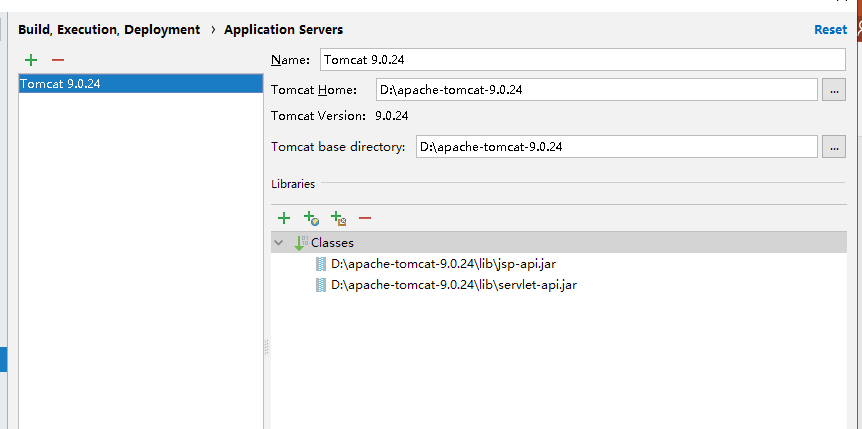 Build, Execution, Deployment › Application Servers
Reset
Tomcat 9.0.24
Name: Tomcat 9.0.24
Tomcat Home: D:\apache-tomcat-9.0.24 ...
Tomcat Version: 9.0.24
Tomcat base directory: D:\apache-tomcat-9.0.24 ...
Libraries
Classes
D:\apache-tomcat-9.0.24\lib\jsp-api.jar
D:\apache-tomcat-9.0.24\lib\servlet-api.jar